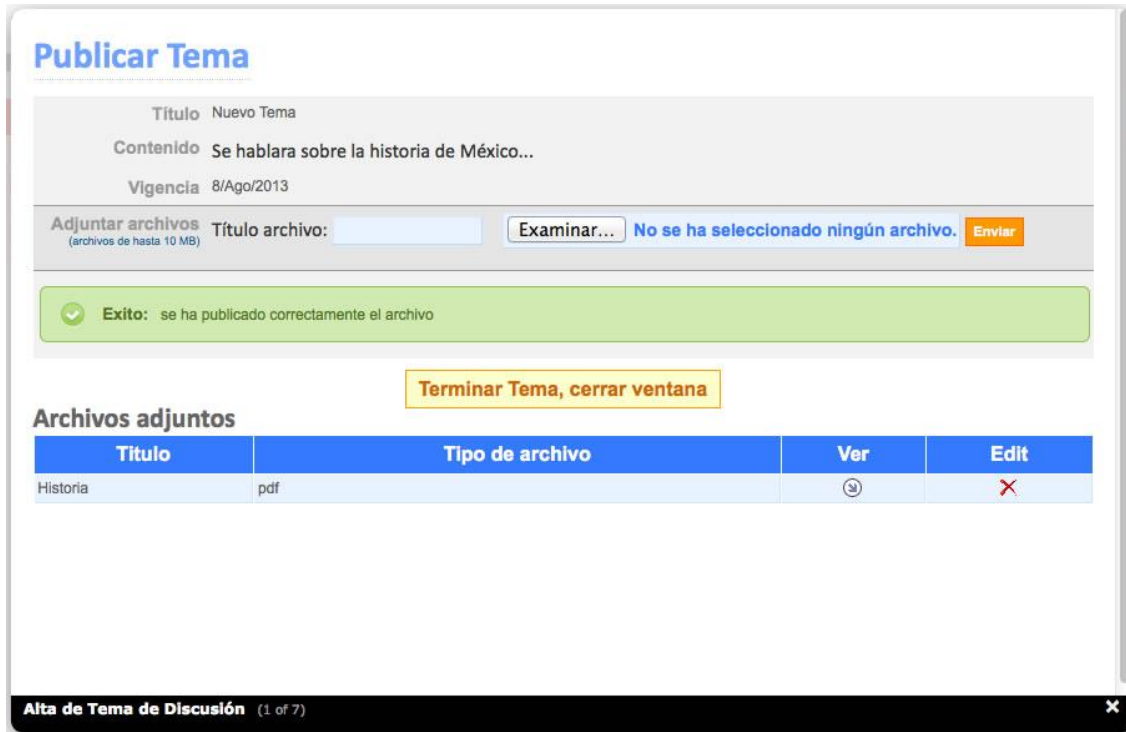 Publicar Tema
Título Nuevo Tema
Contenido Se hablara sobre la historia de México...
Vigencia 8/Ago/2013
Adjuntar archivos Título archivo: Examinar... No se ha seleccionado ningún archivo. Enviar
(archivos de hasta 10 MB)
Exito: se ha publicado correctamente el archivo
Terminar Tema, cerrar ventana
Archivos adjuntos
Titulo Tipo de archivo Ver Edit
Historia pdf
Alta de Tema de Discusión (1 of 7)